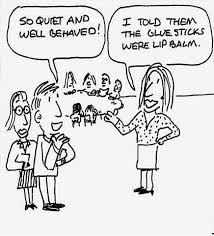 SO QUIET AND
WELL BEHAVED!
I TOLD THEM
THE GLUE STICKS
WERE LIP BALM.